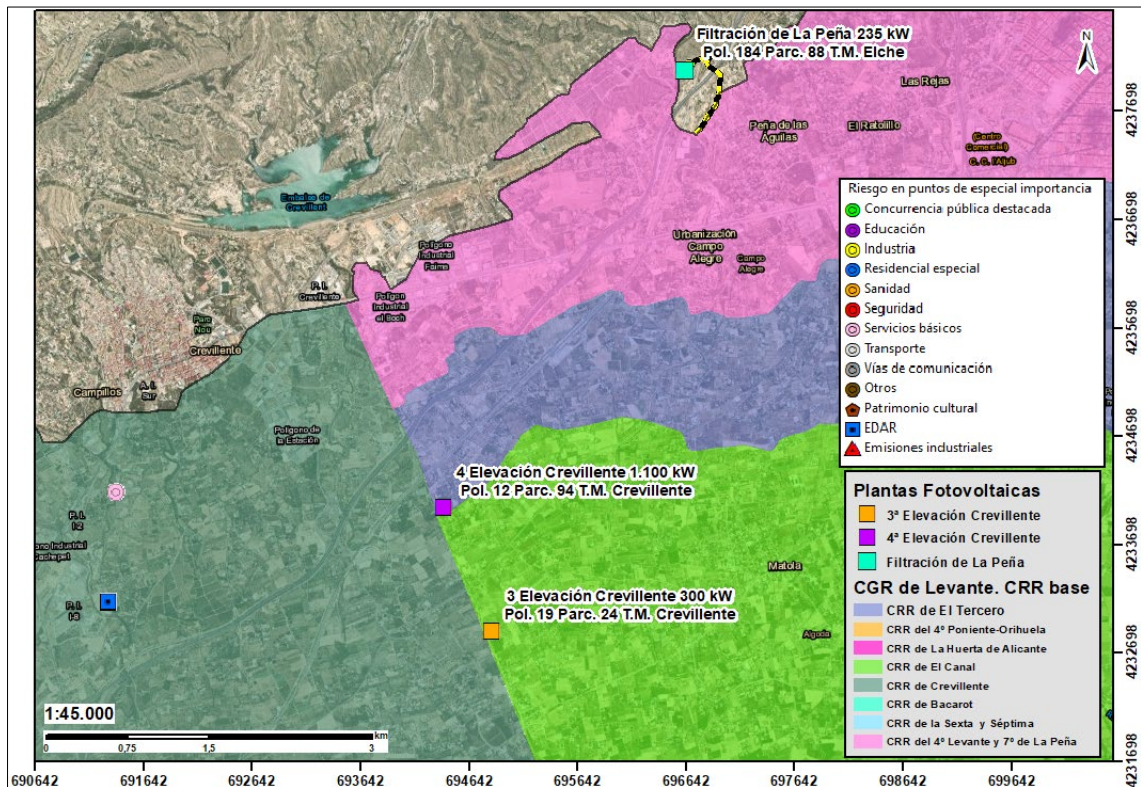 Filtración de La Peña 235 kW
Pol. 184 Parc. 88 T.M. Elche
N
Las Rejas
Peña de las
Águilas
El Ratolillo
(Centro
Comercial)
C. C. l'Aljub
Embalse de
Crevillent
Urbanización
Campo
Alegre
Campo
Alegre
Polígono
Industrial
Faima
P. I.
Crevillente
Polígon
Industrial
el Boch
Parc
Nou
Crevillente
Campillos
A. I.
Sur
Polígono de
la Estación
P. I.
I-2
P. I.
I-8
4 Elevación Crevillente 1.100 kW
Pol. 12 Parc. 94 T.M. Crevillente
3 Elevación Crevillente 300 kW
Pol. 19 Parc. 24 T.M. Crevillente
Matola
Algoda
Riesgo en puntos de especial importancia
Concurrencia pública destacada
Educación
Industria
Residencial especial
Sanidad
Seguridad
Servicios básicos
Transporte
Vías de comunicación
Otros
Patrimonio cultural
EDAR
Emisiones industriales
Plantas Fotovoltaicas
3ª Elevación Crevillente
4ª Elevación Crevillente
Filtración de La Peña
CGR de Levante. CRR base
CRR de El Tercero
CRR del 4º Poniente-Orihuela
CRR de La Huerta de Alicante
CRR de El Canal
CRR de Crevillente
CRR de Bacarot
CRR de la Sexta y Séptima
CRR del 4º Levante y 7º de La Peña
1:45.000
km
0 0,75 1,5 3
690642 691642 692642 693642 694642 695642 696642 697642 698642 699642
4237698
4236698
4235698
4234698
4233698
4232698
4231698